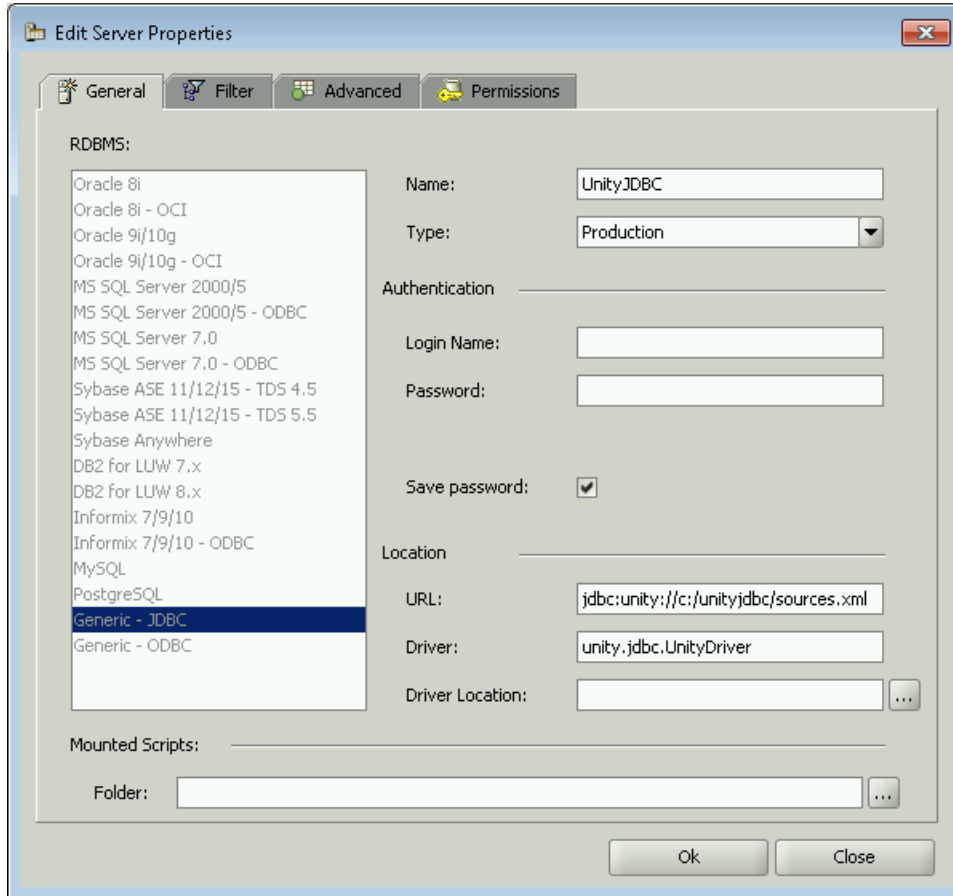 Edit Server Properties
General Filter Advanced Permissions
RDBMS:
Oracle 8i
Oracle 8i - OCI
Oracle 9i/10g
Oracle 9i/10g - OCI
MS SQL Server 2000/5
MS SQL Server 2000/5 - ODBC
MS SQL Server 7.0
MS SQL Server 7.0 - ODBC
Sybase ASE 11/12/15 - TDS 4.5
Sybase ASE 11/12/15 - TDS 5.5
Sybase Anywhere
DB2 for LUW 7.x
DB2 for LUW 8.x
Informix 7/9/10
Informix 7/9/10 - ODBC
MySQL
PostgreSQL
Generic - JDBC
Generic - ODBC
Name: UnityJDBC
Type: Production
Authentication
Login Name:
Password:
Save password:
Location
URL: jdbc:unity://c:/unityjdbc/sources.xml
Driver: unity.jdbc.UnityDriver
Driver Location: ...
Mounted Scripts:
Folder: ...
Ok Close